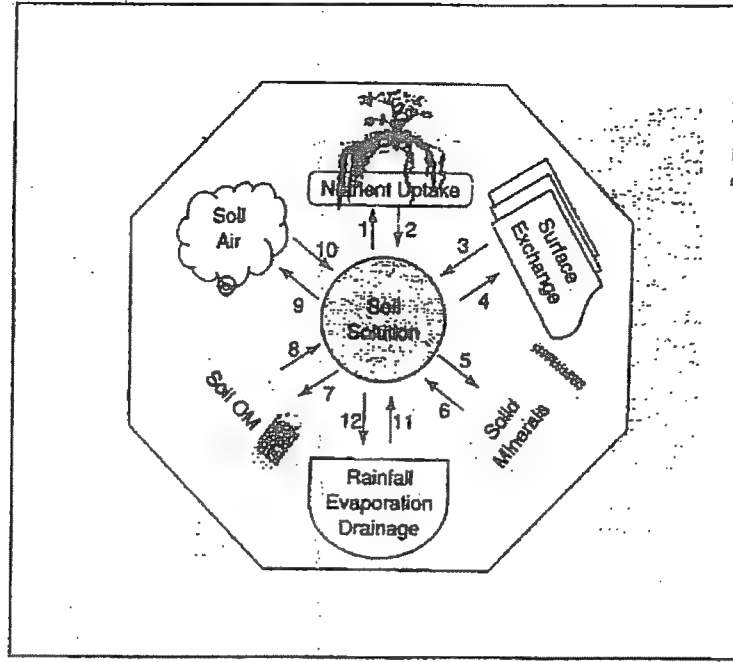 Nutrient Uptake
Soil
Air
Surface
Exchange
1
2
3
4
5
6
7
8
9
10
11
12
Soil
Solution
Soil OM
Solid
Minerals
Rainfall
Evaporation
Drainage